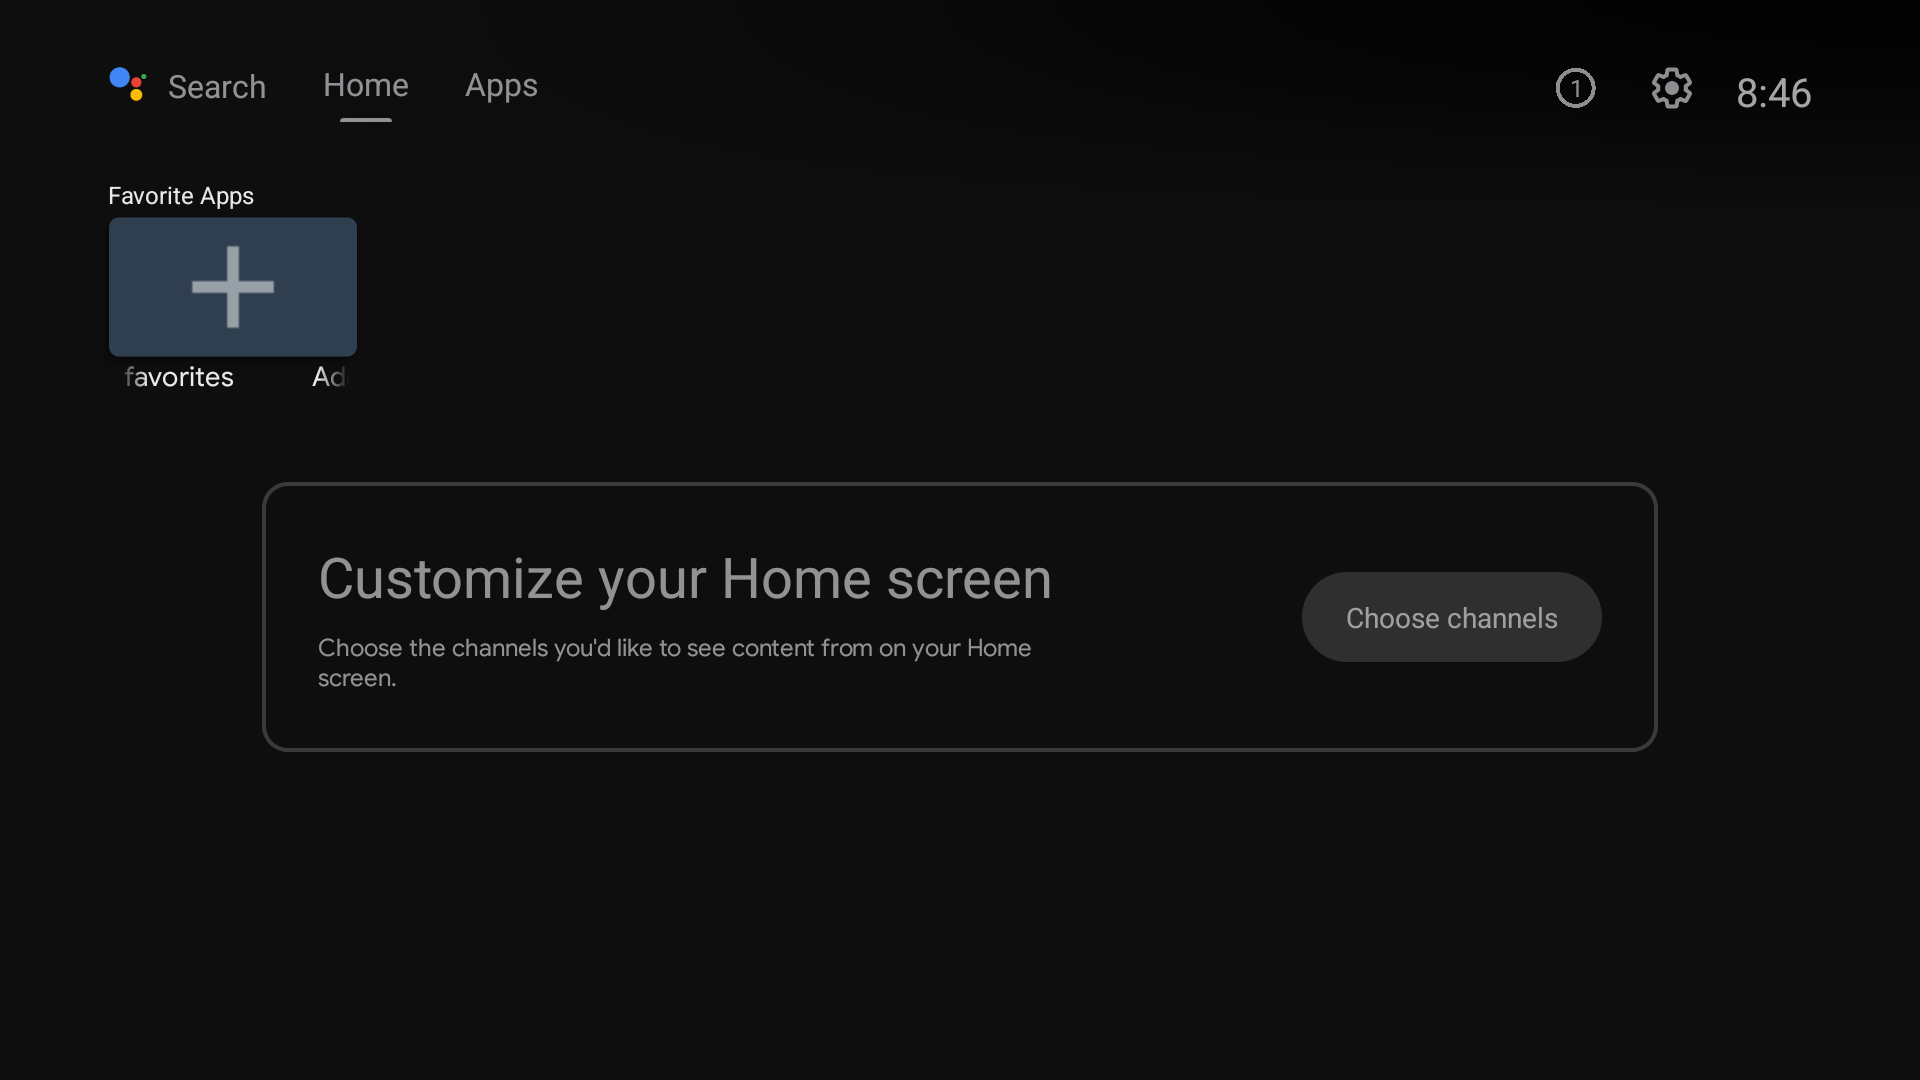 Search Home Apps 1 8:46
Favorite Apps
favorites Ad
Customize your Home screen
Choose the channels you'd like to see content from on your Home
screen.
Choose channels